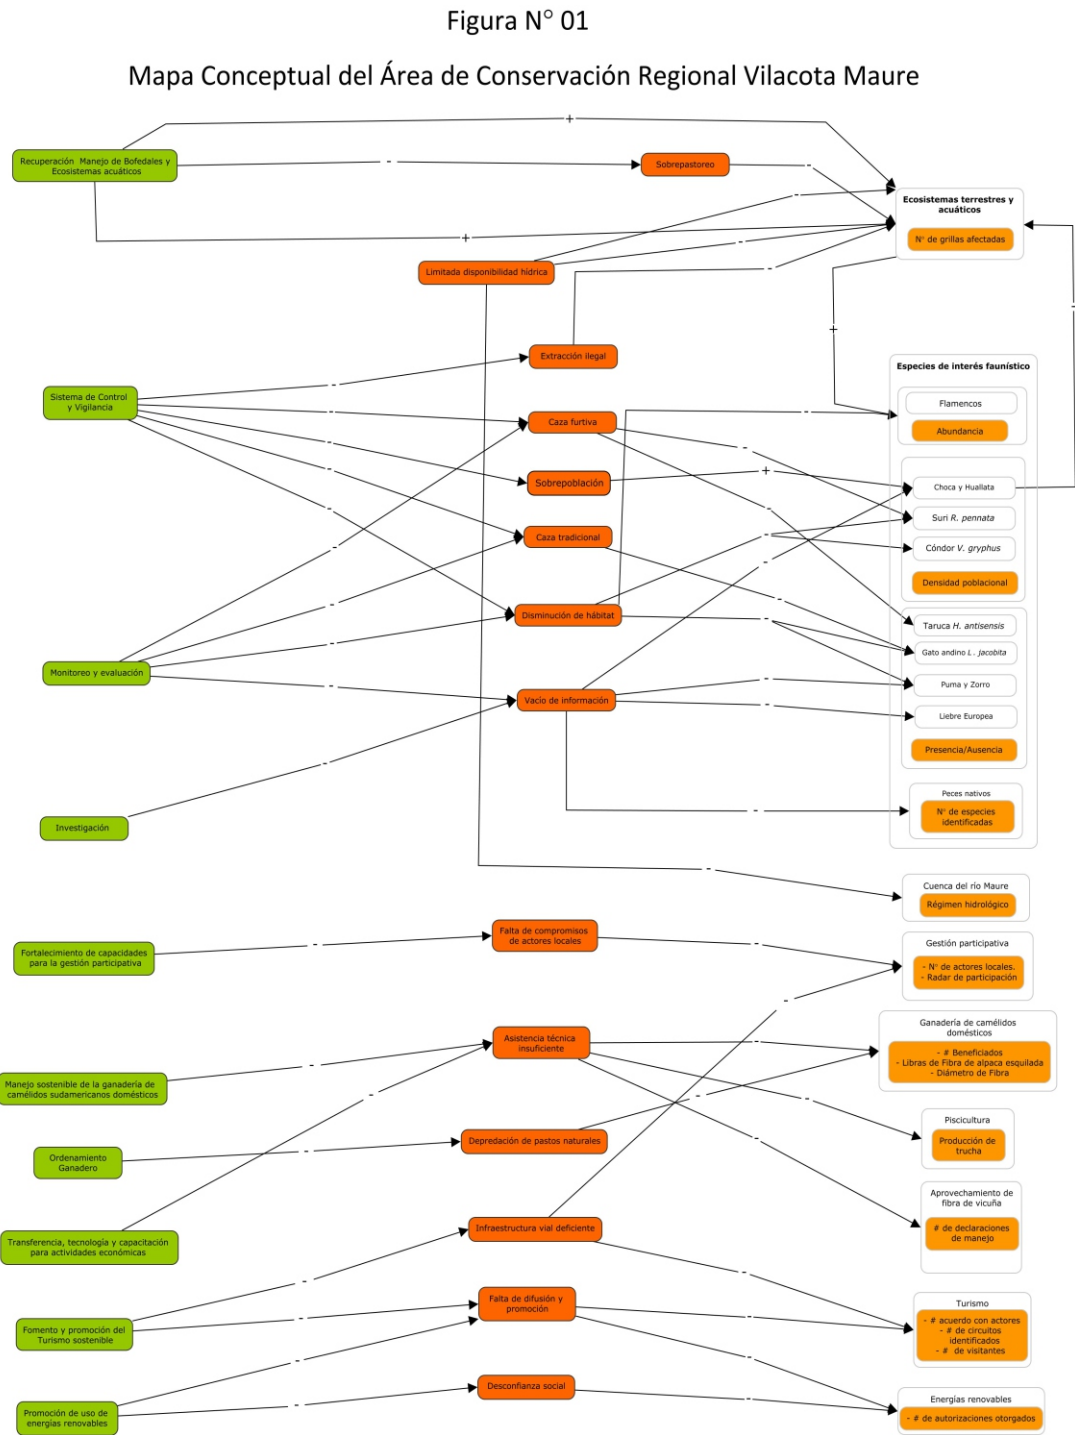 Figura N° 01
Mapa Conceptual del Área de Conservación Regional Vilacota Maure
Recuperación Manejo de Bofedales y
Ecosistemas acuáticos
Sobrepastoreo
Ecosistemas terrestres y
acuáticos
N° de grillas afectadas
Limitada disponibilidad hídrica
Extracción ilegal
Sistema de Control
y Vigilancia
Caza furtiva
Sobrepoblación
Caza tradicional
Disminución de hábitat
Monitoreo y evaluación
Vacio de información
Investigación
Especies de interés faunístico
Flamencos
Abundancia
Choca y Huallata
Suri R. pennata
Cóndor V. gryphus
Densidad poblacional
Taruca H. antisensis
Gato andino L. jacobita
Puma y Zorro
Liebre Europea
Presencia/Ausencia
Peces nativos
N° de especies
identificadas
Cuenca del río Maure
Régimen hidrológico
Fortalecimiento de capacidades
para la gestión participativa
Falta de compromisos
de actores locales
Gestión participativa
- N° de actores locales.
- Radar de participación
Manejo sostenible de la ganadería de
camélidos sudamericanos domésticos
Asistencia técnica
insuficiente
Ganadería de camélidos
domésticos
- # Beneficiados
- Libras de Fibra de alpaca esquilada
- Diámetro de Fibra
Ordenamiento
Ganadero
Depredación de pastos naturales
Piscicultura
Producción de
trucha
Transferencia, tecnología y capacitación
para actividades económicas
Infraestructura vial deficiente
Aprovechamiento de
fibra de vicuña
# de declaraciones
de manejo
Fomento y promoción del
Turismo sostenible
Falta de difusión y
promoción
Turismo
- # acuerdo con actores
- # de circuitos
identificados
- # de visitantes
Promoción de uso de
energías renovables
Desconfianza social
Energías renovables
- # de autorizaciones otorgados